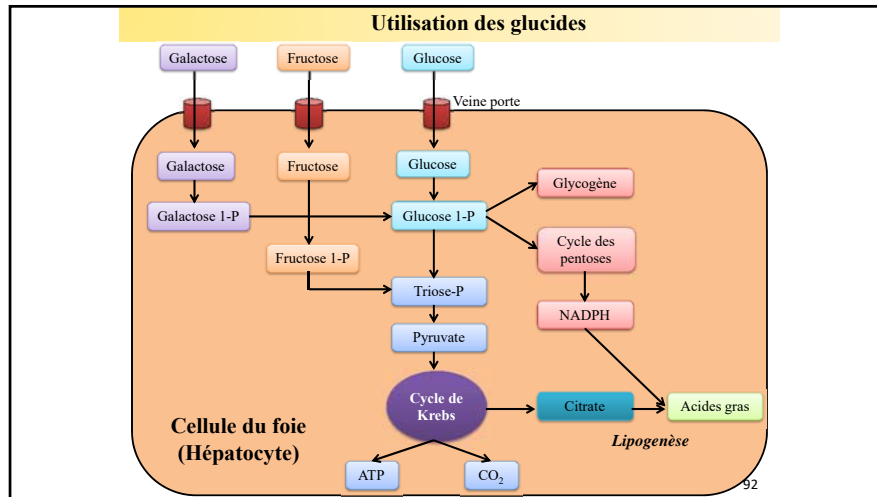 Utilisation des glucides
Galactose
Fructose
Glucose
Veine porte
Galactose
Fructose
Glucose
Glycogène
Galactose 1-P
Glucose 1-P
Cycle des
pentoses
Fructose 1-P
Triose-P
NADPH
Pyruvate
Cycle de
Krebs
Citrate
Acides gras
Cellule du foie
(Hépatocyte)
Lipogenèse
ATP
CO₂
92